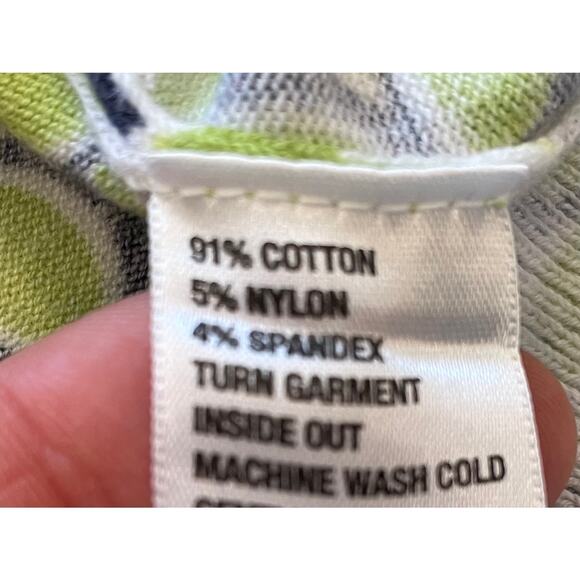 91% COTTON
5% NYLON
4% SPANDEX
TURN GARMENT
INSIDE OUT
MACHINE WASH COLD